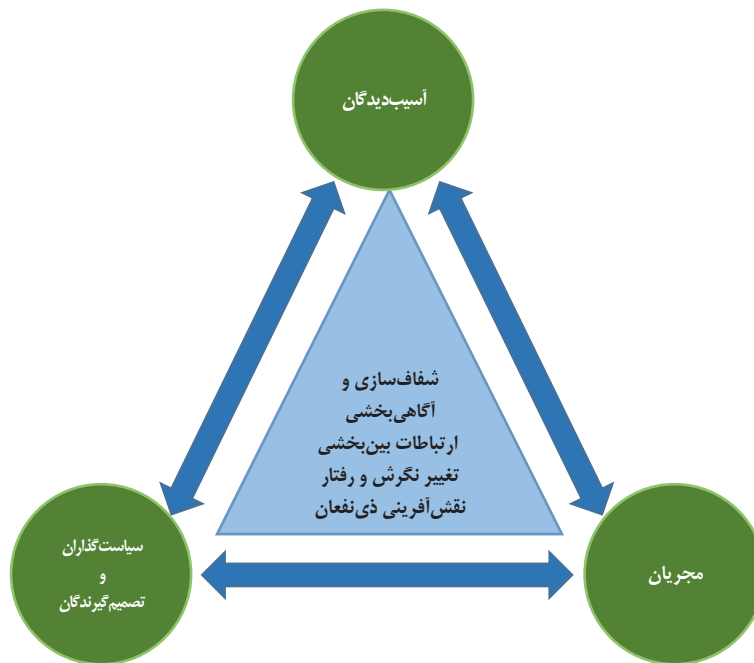 آسیب‌دیدگان
شفاف‌سازی و
آگاهی‌بخشی
ارتباطات بین‌بخشی
تغییر نگرش و رفتار
نقش‌آفرینی ذی‌نفعان
مجریان
سیاست‌گذاران
و
تصمیم‌گیرندگان